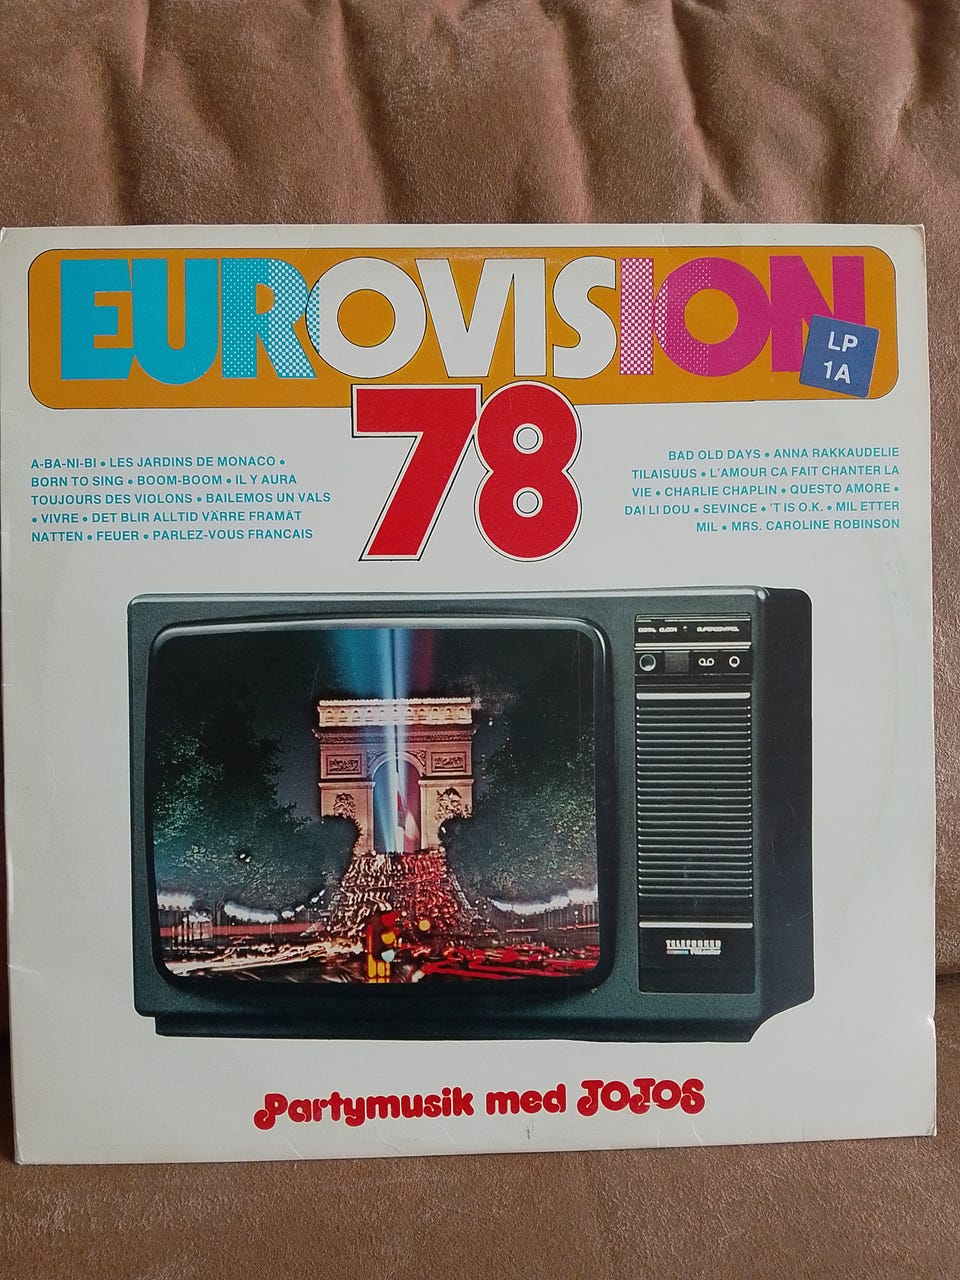 EUROVISION
LP
1A
78
A-BA-NI-BI • LES JARDINS DE MONACO •
BORN TO SING • BOOM-BOOM • IL Y AURA
TOUJOURS DES VIOLONS • BAILEMOS UN VALS
• VIVRE • DET BLIR ALLTID VÄRRE FRAMÅT
NATTEN • FEUER • PARLEZ-VOUS FRANCAIS
BAD OLD DAYS • ANNA RAKKAUDELIE
TILAISUUS • L'AMOUR CA FAIT CHANTER LA
VIE • CHARLIE CHAPLIN • QUESTO AMORE •
DAI LI DOU • SEVINCE • 'T IS O.K. • MIL ETTER
MIL • MRS. CAROLINE ROBINSON
TELEFUNKEN
Partymusik med JOJOS